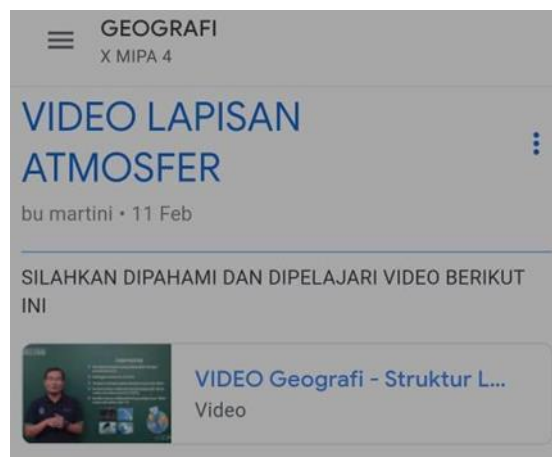 GEOGRAFI
X MIPA 4
VIDEO LAPISAN
ATMOSFER
bu martini • 11 Feb
SILAHKAN DIPAHAMI DAN DIPELAJARI VIDEO BERIKUT
INI
VIDEO Geografi - Struktur L...
Video